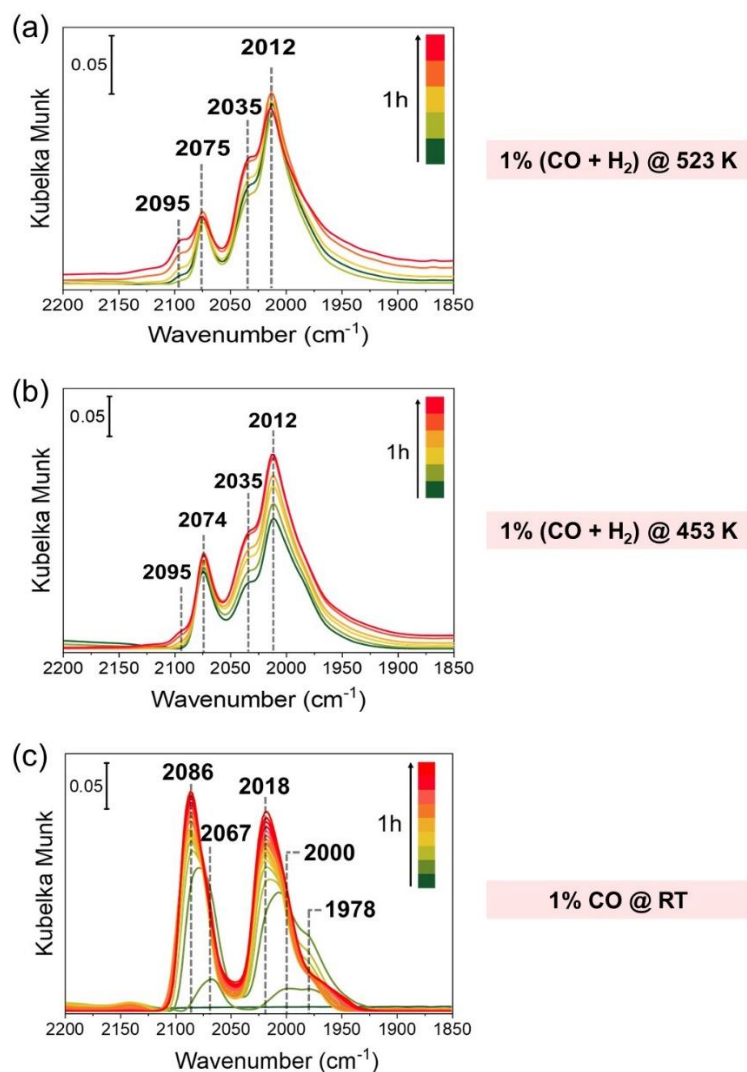 (a)
0.05
2012
2035
1h
2075
2095
Kubelka Munk
2200 2150 2100 2050 2000 1950 1900 1850
Wavenumber (cm⁻¹)
1% (CO + H₂) @ 523 K
(b)
0.05
2012
2035
1h
2074
2095
Kubelka Munk
2200 2150 2100 2050 2000 1950 1900 1850
Wavenumber (cm⁻¹)
1% (CO + H₂) @ 453 K
(c)
0.05
2086
2018
2067
1h
2000
1978
Kubelka Munk
2200 2150 2100 2050 2000 1950 1900 1850
Wavenumber (cm⁻¹)
1% CO @ RT